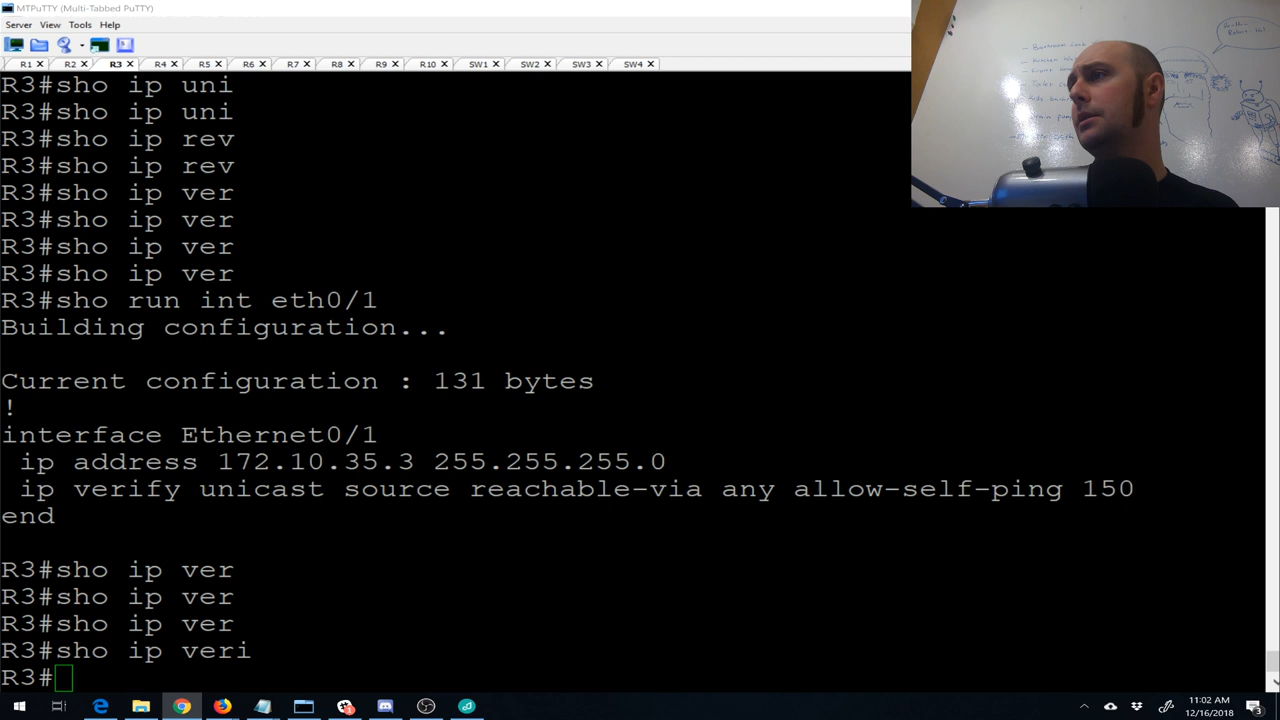 MTPuTTY (Multi-Tabbed PuTTY)
Server View Tools Help
R1 R2 R3 R4 R5 R6 R7 R8 R9 R10 SW1 SW2 SW3 SW4
R3#sho ip uni
R3#sho ip uni
R3#sho ip rev
R3#sho ip rev
R3#sho ip ver
R3#sho ip ver
R3#sho ip ver
R3#sho ip ver
R3#sho run int eth0/1
Building configuration...
Current configuration : 131 bytes
!
interface Ethernet0/1
ip address 172.10.35.3 255.255.255.0
ip verify unicast source reachable-via any allow-self-ping 150
end
R3#sho ip ver
R3#sho ip ver
R3#sho ip ver
R3#sho ip veri
R3#
11:02 AM
12/16/2018
3